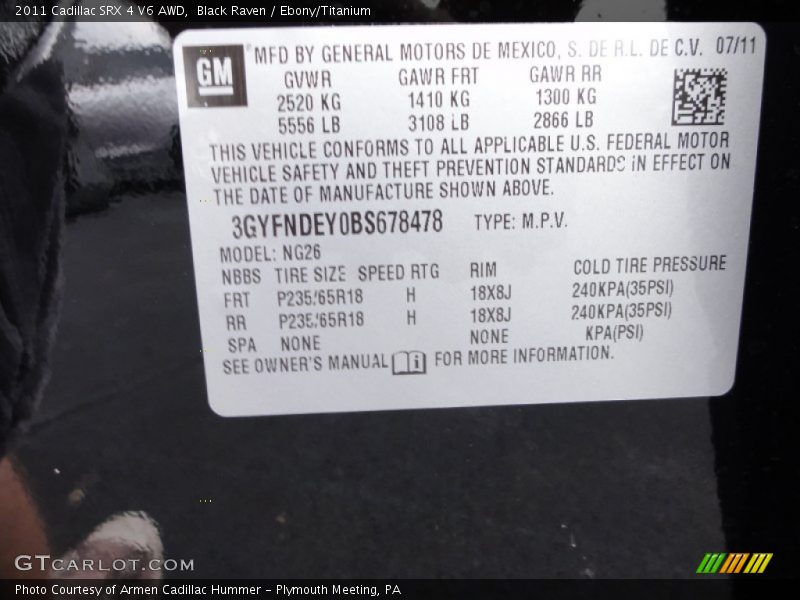 2011 Cadillac SRX 4 V6 AWD, Black Raven / Ebony/Titanium
GM MFD BY GENERAL MOTORS DE MEXICO, S. DE R.L. DE C.V. 07/11
GVWR GAWR FRT GAWR RR
2520 KG 1410 KG 1300 KG
5556 LB 3108 LB 2866 LB
THIS VEHICLE CONFORMS TO ALL APPLICABLE U.S. FEDERAL MOTOR
VEHICLE SAFETY AND THEFT PREVENTION STANDARDS IN EFFECT ON
THE DATE OF MANUFACTURE SHOWN ABOVE.
3GYFNDEY0BS678478 TYPE: M.P.V.
MODEL: NG26
NBBS TIRE SIZE SPEED RTG RIM COLD TIRE PRESSURE
FRT P235/65R18 H 18X8J 240KPA(35PSI)
RR P235/65R18 H 18X8J 240KPA(35PSI)
SPA NONE NONE KPA(PSI)
SEE OWNER'S MANUAL i FOR MORE INFORMATION.
GTCARLOT.COM
Photo Courtesy of Armen Cadillac Hummer - Plymouth Meeting, PA